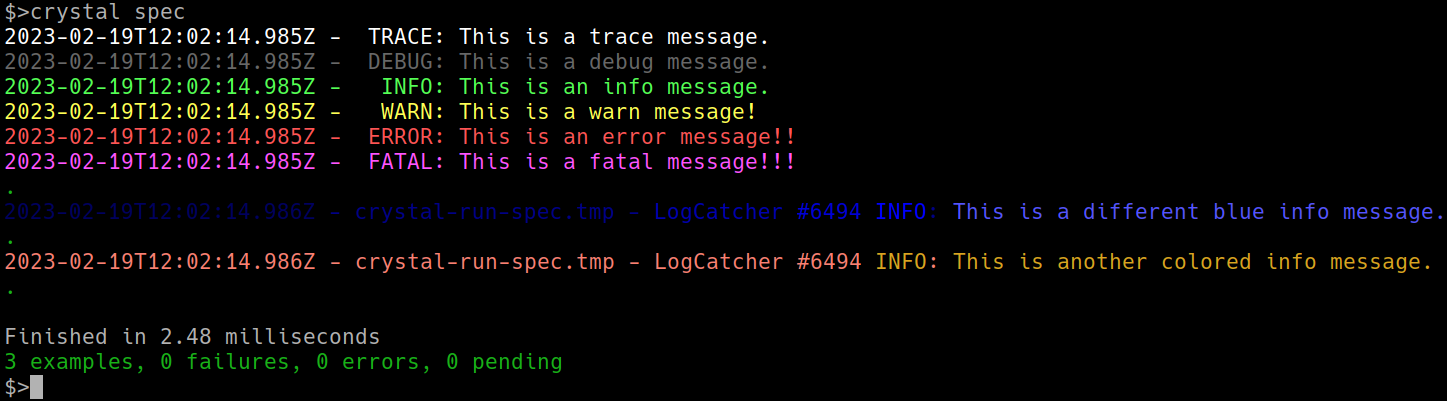 $>crystal spec
2023-02-19T12:02:14.985Z -  TRACE: This is a trace message.
2023-02-19T12:02:14.985Z -  DEBUG: This is a debug message.
2023-02-19T12:02:14.985Z -   INFO: This is an info message.
2023-02-19T12:02:14.985Z -   WARN: This is a warn message!
2023-02-19T12:02:14.985Z -  ERROR: This is an error message!!
2023-02-19T12:02:14.985Z -  FATAL: This is a fatal message!!!
.
2023-02-19T12:02:14.986Z - crystal-run-spec.tmp - LogCatcher #6494 INFO: This is a different blue info message.
.
2023-02-19T12:02:14.986Z - crystal-run-spec.tmp - LogCatcher #6494 INFO: This is another colored info message.
.
Finished in 2.48 milliseconds
3 examples, 0 failures, 0 errors, 0 pending
$>